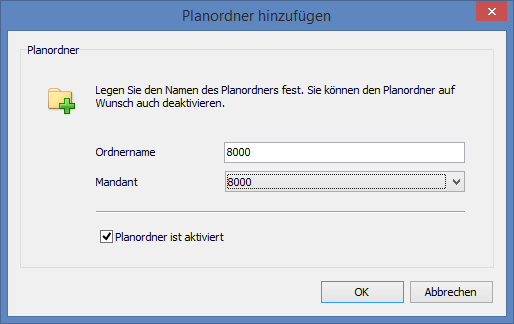 Planordner hinzufügen
Planordner
Legen Sie den Namen des Planordners fest. Sie können den Planordner auf
Wunsch auch deaktivieren.
Ordnername 8000
Mandant 8000
Planordner ist aktiviert
OK Abbrechen